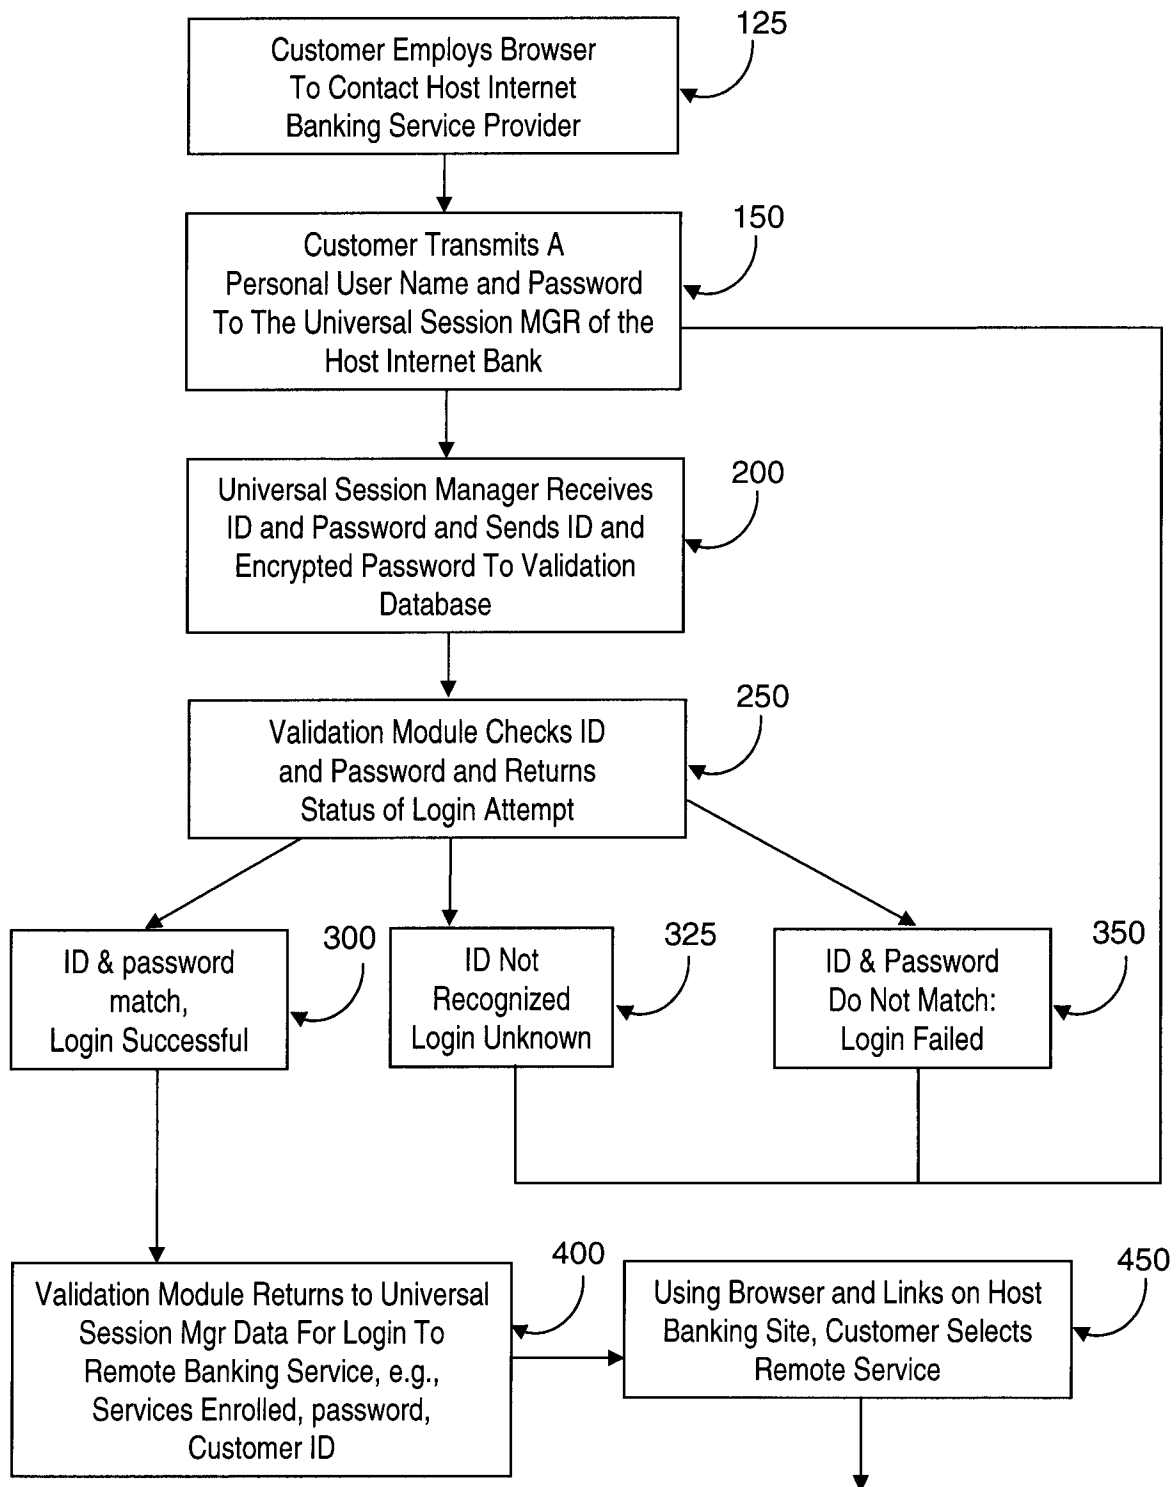 125
Customer Employs Browser
To Contact Host Internet
Banking Service Provider
150
Customer Transmits A
Personal User Name and Password
To The Universal Session MGR of the
Host Internet Bank
200
Universal Session Manager Receives
ID and Password and Sends ID and
Encrypted Password To Validation
Database
250
Validation Module Checks ID
and Password and Returns
Status of Login Attempt
300
ID & password
match,
Login Successful
325
ID Not
Recognized
Login Unknown
350
ID & Password
Do Not Match:
Login Failed
400
Validation Module Returns to Universal
Session Mgr Data For Login To
Remote Banking Service, e.g.,
Services Enrolled, password,
Customer ID
450
Using Browser and Links on Host
Banking Site, Customer Selects
Remote Service